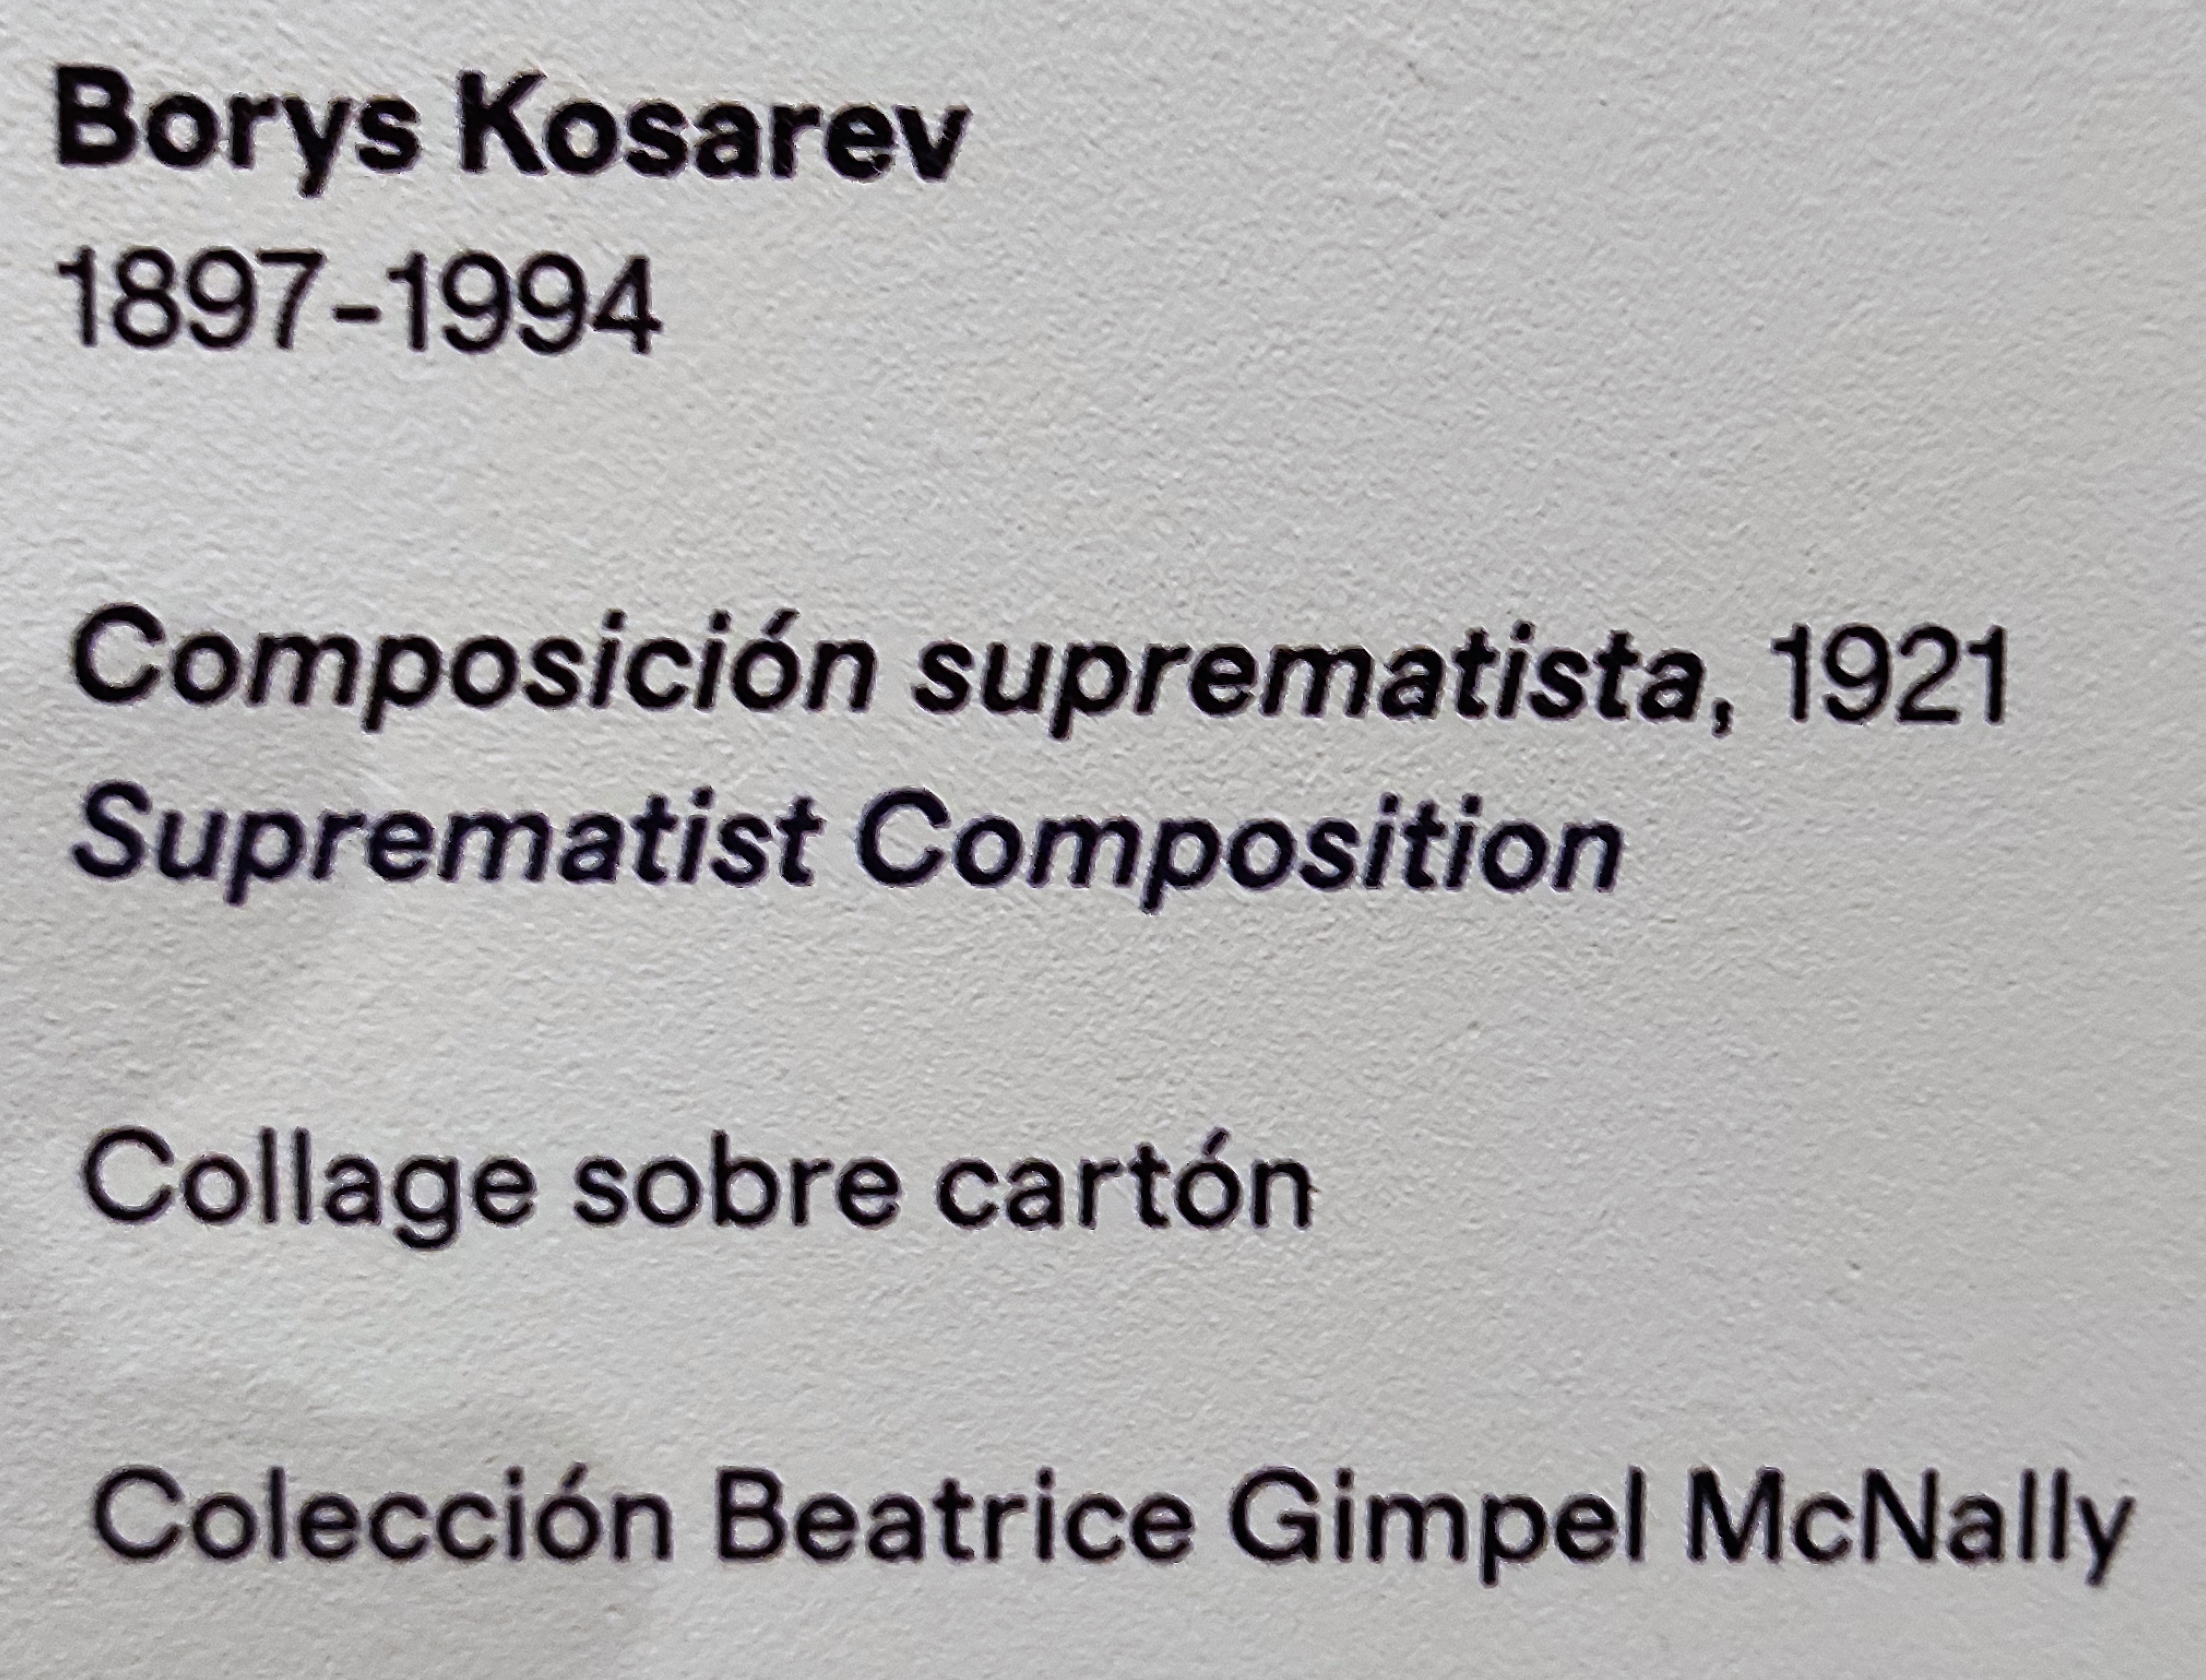 Borys Kosarev
1897-1994
Composición suprematista, 1921
Suprematist Composition
Collage sobre cartón
Colección Beatrice Gimpel McNally